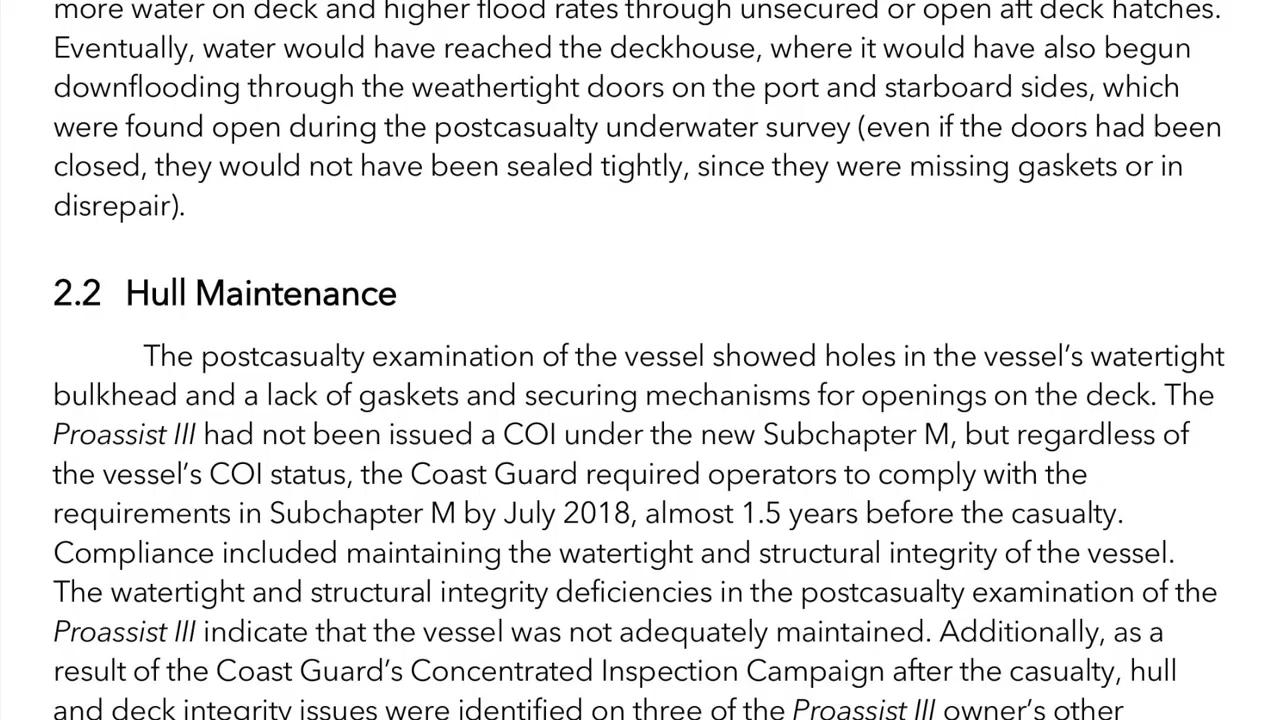 more water on deck and higher flood rates through unsecured or open aft deck hatches.
Eventually, water would have reached the deckhouse, where it would have also begun
downflooding through the weathertight doors on the port and starboard sides, which
were found open during the postcasualty underwater survey (even if the doors had been
closed, they would not have been sealed tightly, since they were missing gaskets or in
disrepair).
2.2 Hull Maintenance
The postcasualty examination of the vessel showed holes in the vessel’s watertight
bulkhead and a lack of gaskets and securing mechanisms for openings on the deck. The
Proassist III had not been issued a COI under the new Subchapter M, but regardless of
the vessel’s COI status, the Coast Guard required operators to comply with the
requirements in Subchapter M by July 2018, almost 1.5 years before the casualty.
Compliance included maintaining the watertight and structural integrity of the vessel.
The watertight and structural integrity deficiencies in the postcasualty examination of the
Proassist III indicate that the vessel was not adequately maintained. Additionally, as a
result of the Coast Guard’s Concentrated Inspection Campaign after the casualty, hull
and deck integrity issues were identified on three of the Proassist III owner’s other